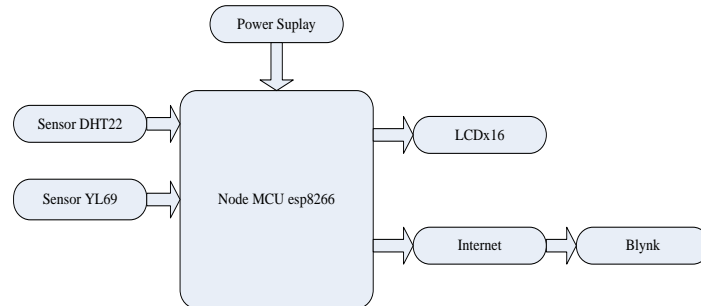 Power Suplay
Sensor DHT22
LCDx16
Sensor YL69
Node MCU esp8266
Internet
Blynk